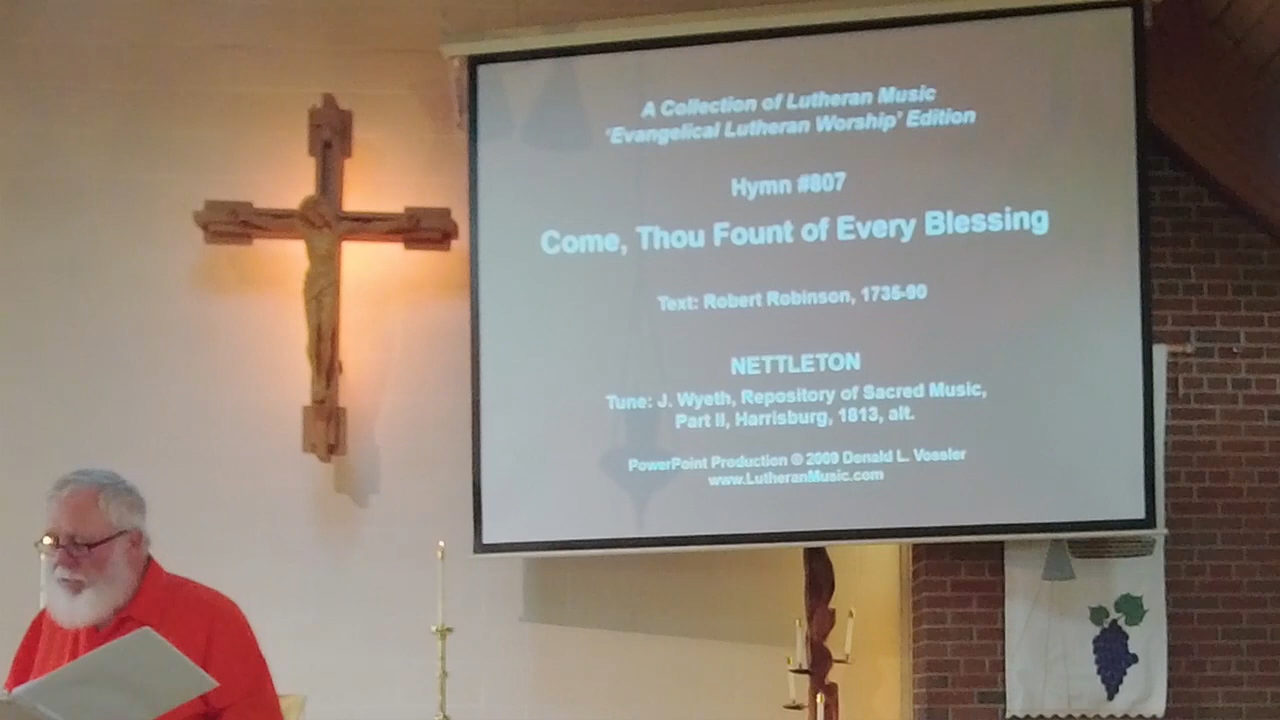 A Collection of Lutheran Music
'Evangelical Lutheran Worship' Edition
Hymn #807
Come, Thou Fount of Every Blessing
Text: Robert Robinson, 1735-90
NETTLETON
Tune: J. Wyeth, Repository of Sacred Music,
Part II, Harrisburg, 1813, alt.
PowerPoint Production © 2009 Donald L. Vossler
www.LutheranMusic.com